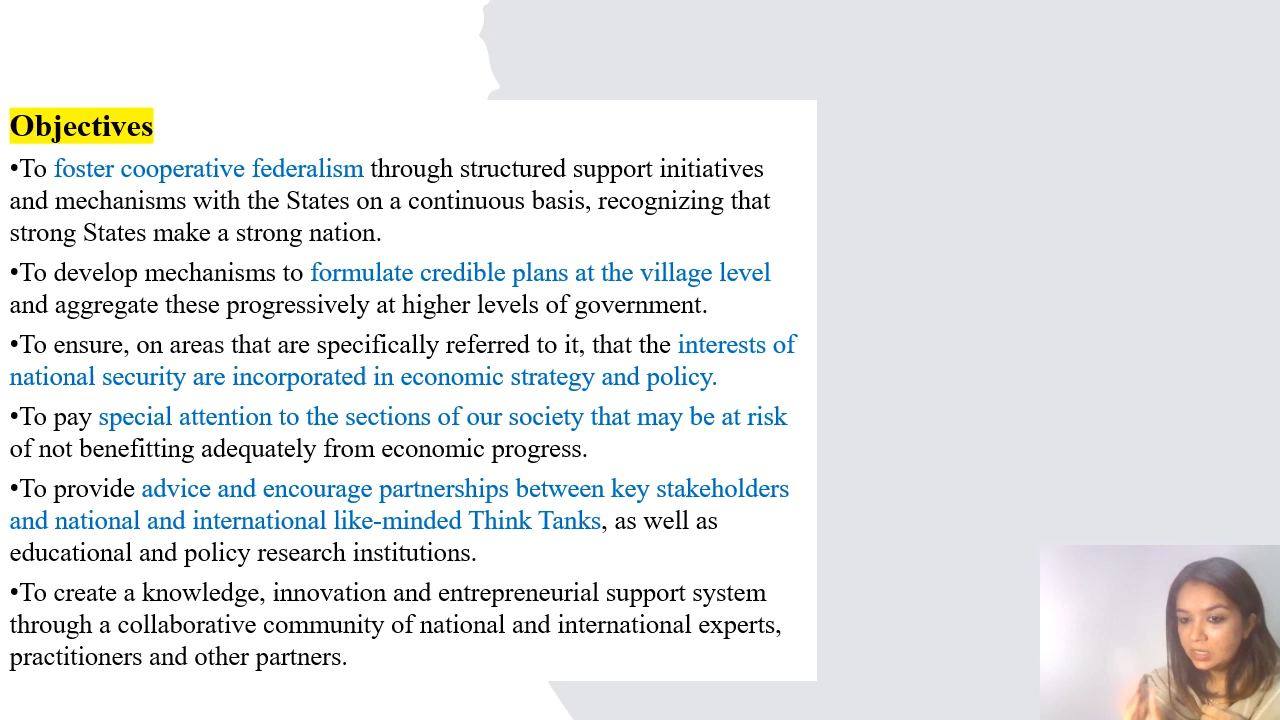 Objectives
•To foster cooperative federalism through structured support initiatives
and mechanisms with the States on a continuous basis, recognizing that
strong States make a strong nation.
•To develop mechanisms to formulate credible plans at the village level
and aggregate these progressively at higher levels of government.
•To ensure, on areas that are specifically referred to it, that the interests of
national security are incorporated in economic strategy and policy.
•To pay special attention to the sections of our society that may be at risk
of not benefitting adequately from economic progress.
•To provide advice and encourage partnerships between key stakeholders
and national and international like-minded Think Tanks, as well as
educational and policy research institutions.
•To create a knowledge, innovation and entrepreneurial support system
through a collaborative community of national and international experts,
practitioners and other partners.